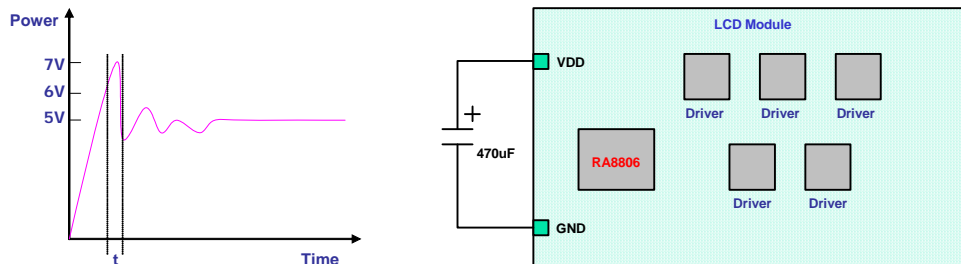 Power
7V
6V
5V
t
Time
LCD Module
VDD
+
470uF
RA8806
GND
Driver
Driver
Driver
Driver
Driver